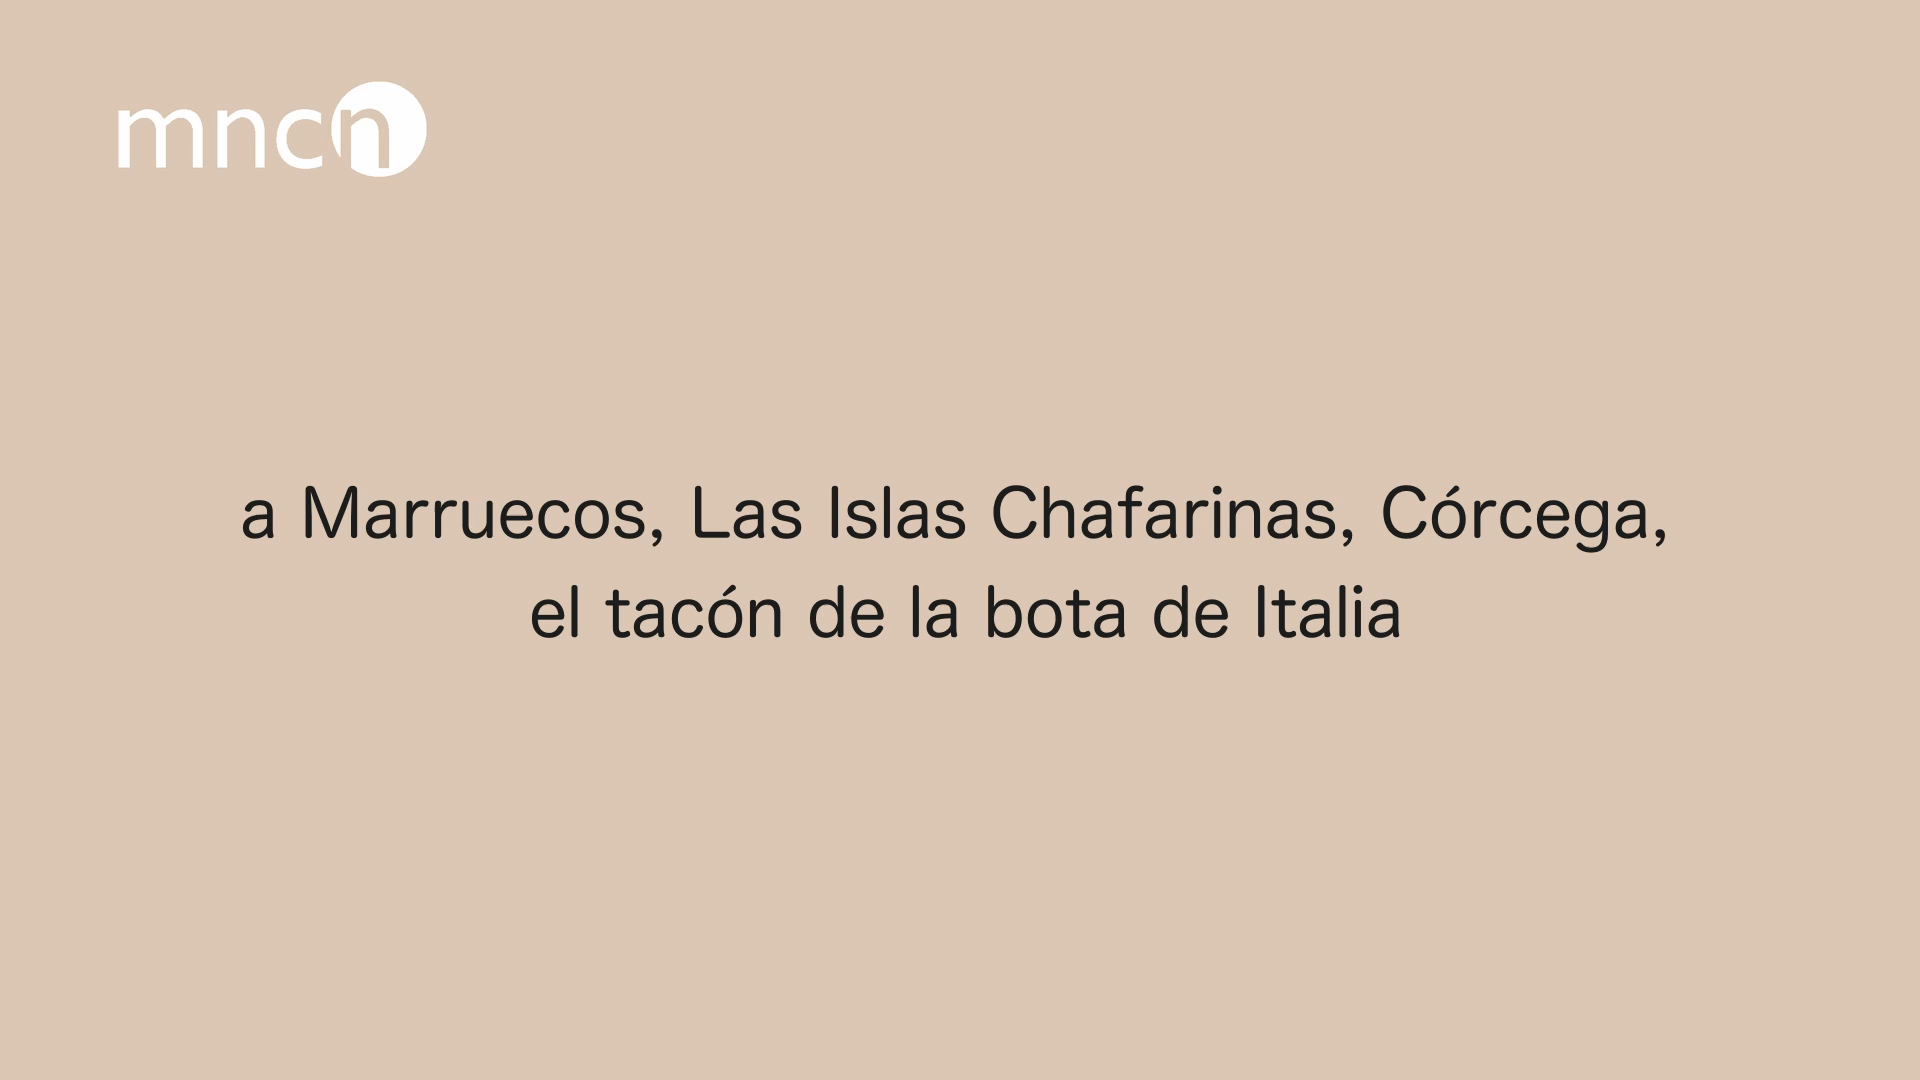 mncn
a Marruecos, Las Islas Chafarinas, Córcega,
el tacón de la bota de Italia